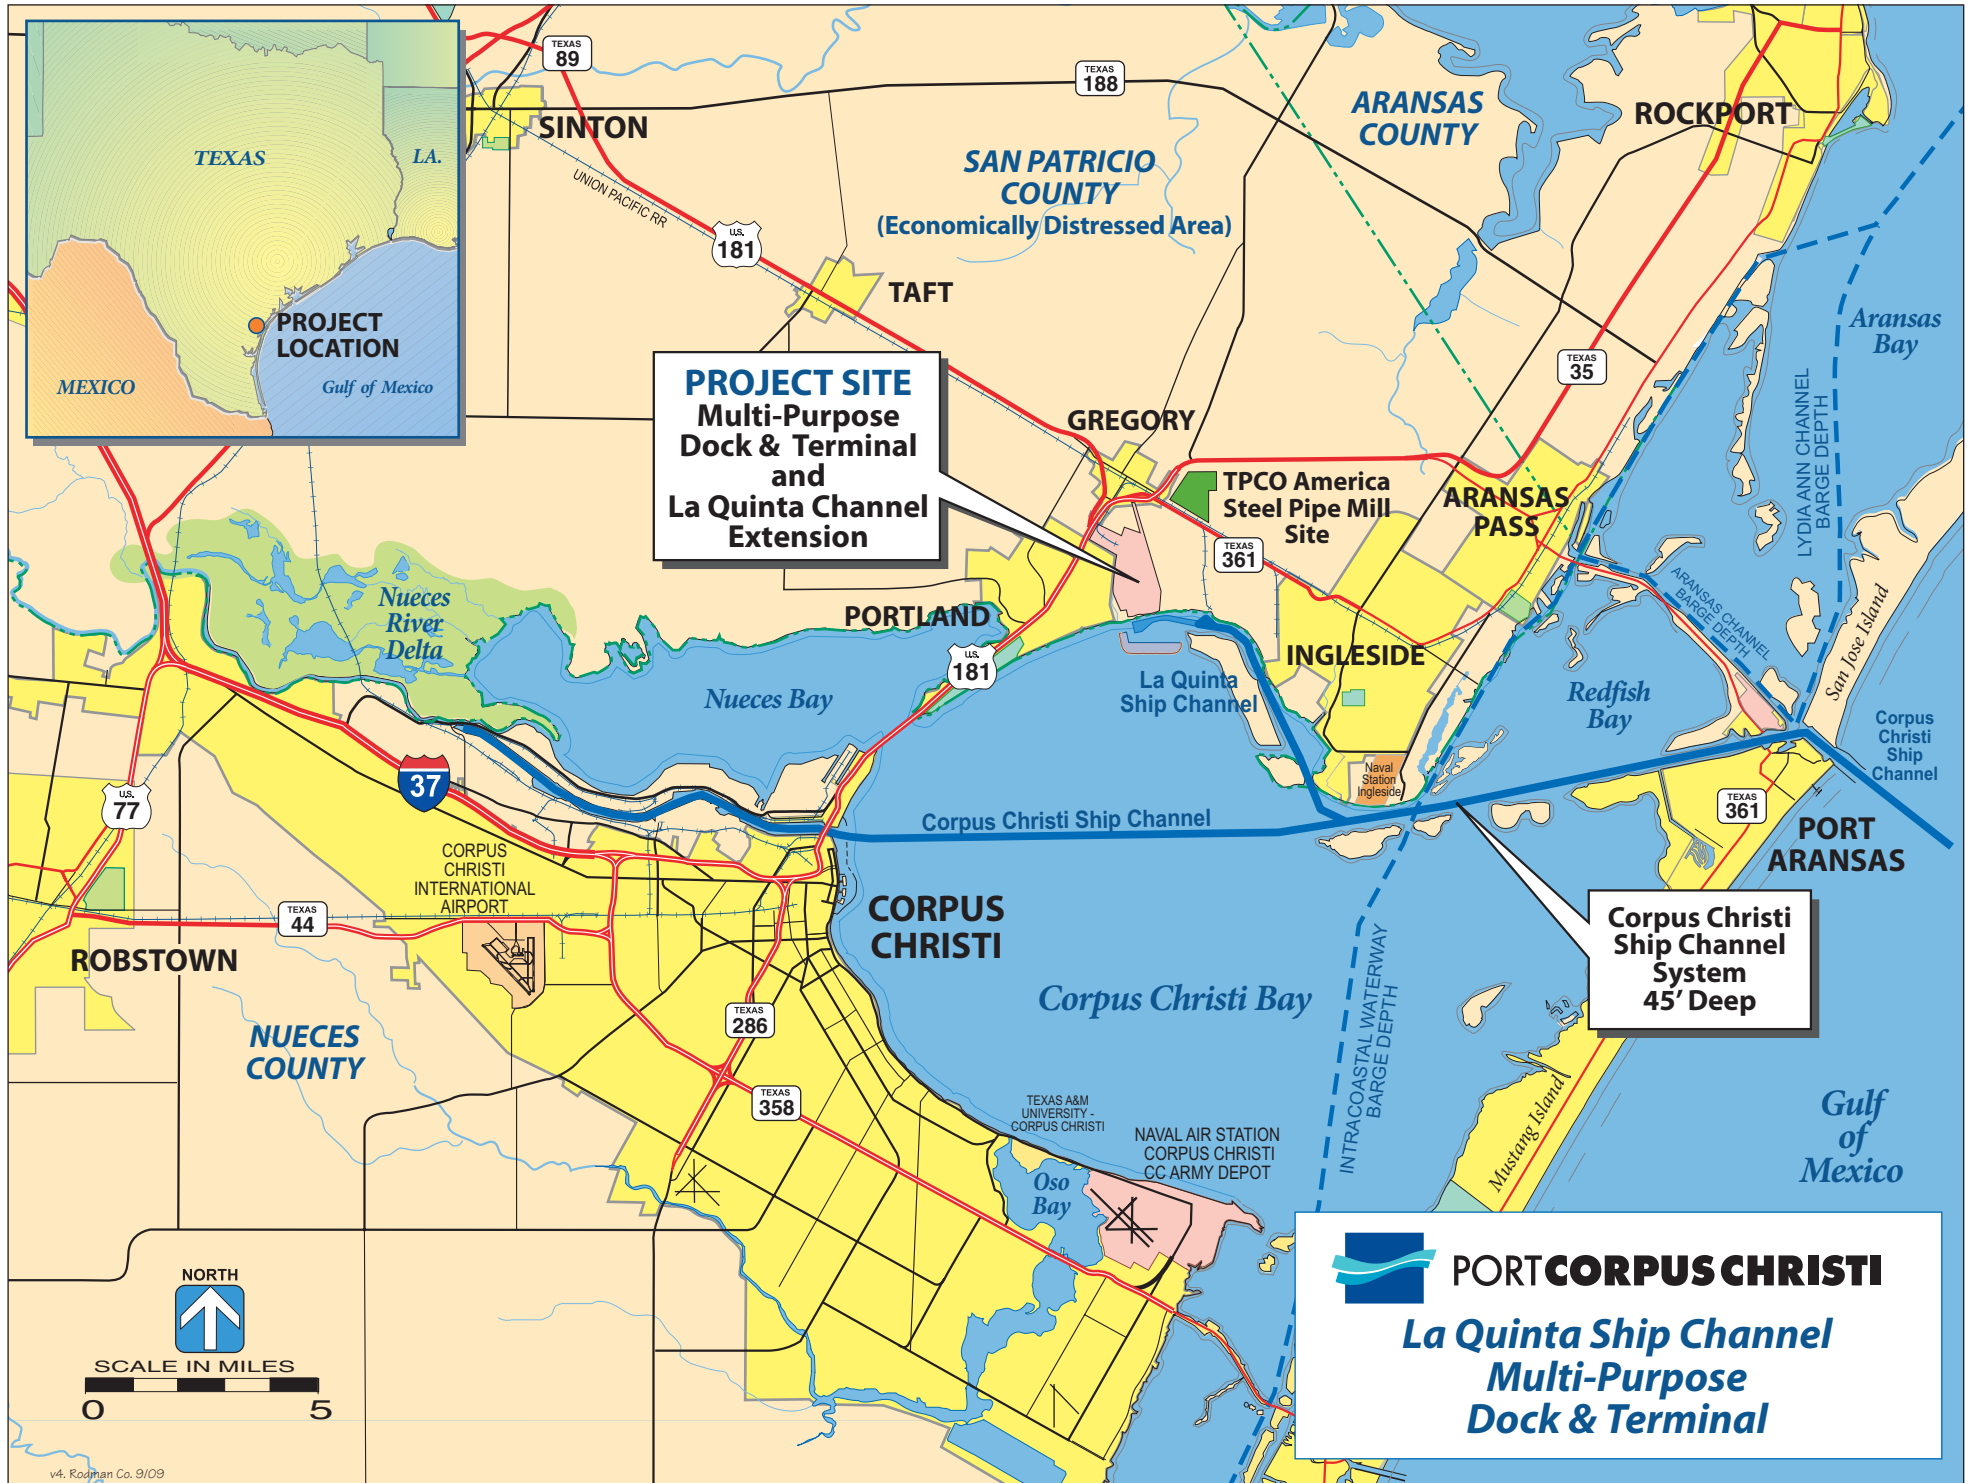 TEXAS
LA.
PROJECT
LOCATION
MEXICO
Gulf of Mexico
TEXAS
89
SINTON
UNION PACIFIC RR
TEXAS
188
SAN PATRICIO
COUNTY
(Economically Distressed Area)
ARANSAS
COUNTY
ROCKPORT
U.S.
181
TAFT
Aransas
Bay
TEXAS
35
PROJECT SITE
Multi-Purpose
Dock & Terminal
and
La Quinta Channel
Extension
GREGORY
TPCO America
Steel Pipe Mill
Site
ARANSAS
PASS
LYDIA ANN CHANNEL
BARGE DEPTH
TEXAS
361
ARANSAS CHANNEL
BARGE DEPTH
San Jose Island
Nueces
River
Delta
PORTLAND
U.S.
181
INGLESIDE
La Quinta
Ship Channel
Nueces Bay
Redfish
Bay
Corpus
Christi
Ship
Channel
37
U.S.
77
Naval
Station
Ingleside
Corpus Christi Ship Channel
TEXAS
361
PORT
ARANSAS
CORPUS
CHRISTI
INTERNATIONAL
AIRPORT
TEXAS
44
ROBSTOWN
CORPUS
CHRISTI
Corpus Christi
Ship Channel
System
45' Deep
Corpus Christi Bay
INTRACOASTAL WATERWAY
BARGE DEPTH
NUECES
COUNTY
TEXAS
286
TEXAS
358
TEXAS A&M
UNIVERSITY -
CORPUS CHRISTI
NAVAL AIR STATION
CORPUS CHRISTI
CC ARMY DEPOT
Oso
Bay
Mustang Island
Gulf
of
Mexico
NORTH
SCALE IN MILES
0 5
PORT CORPUS CHRISTI
La Quinta Ship Channel
Multi-Purpose
Dock & Terminal
v4. Rodman Co. 9/09